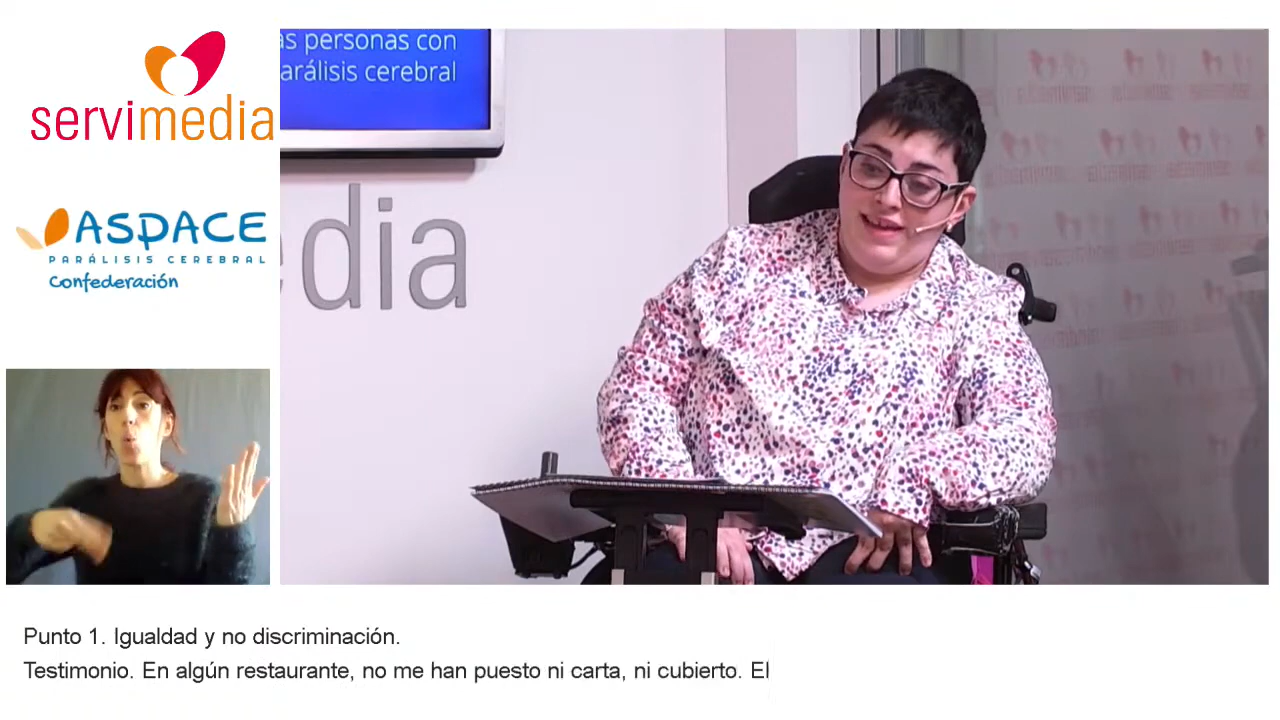 servimedia
ASPACE
PARÁLISIS CEREBRAL
Confederación
as personas con
arálisis cerebral
edia
Punto 1. Igualdad y no discriminación.
Testimonio. En algún restaurante, no me han puesto ni carta, ni cubierto. El